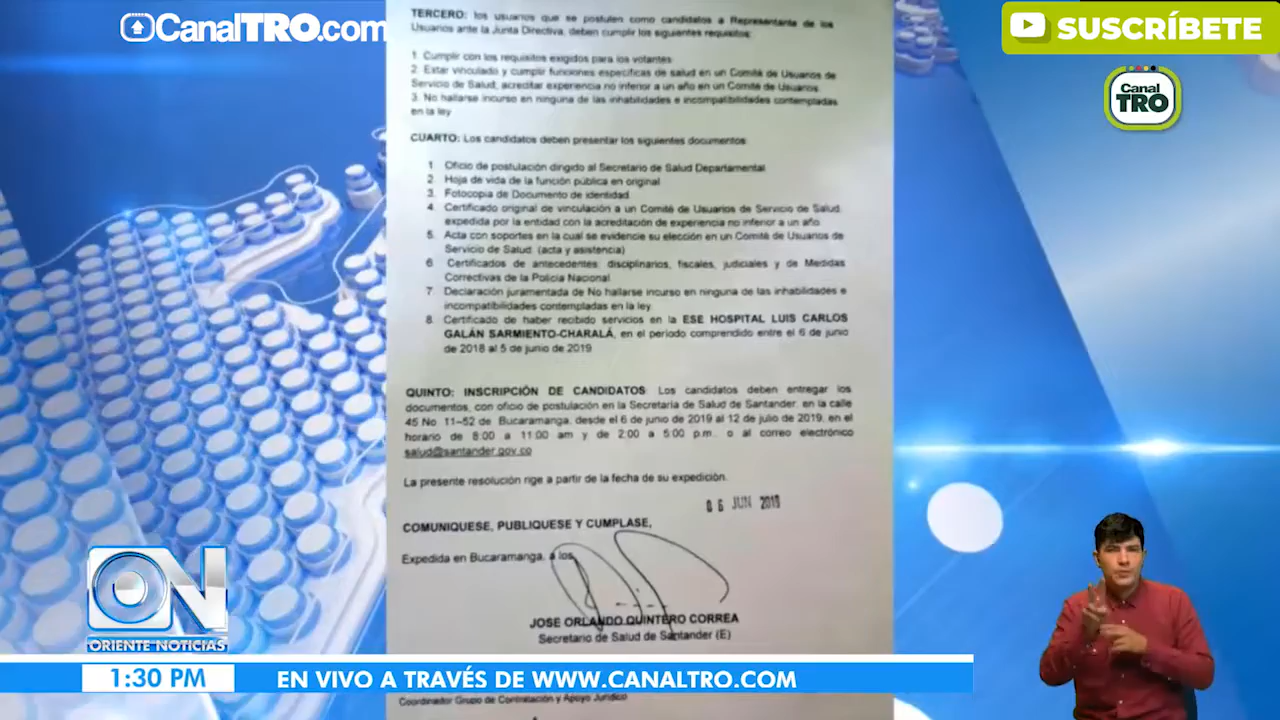 CanalTRO.com
SUSCRÍBETE
Canal
TRO
TERCERO: los usuarios que se postulen como candidatos a Representante de los
Usuarios ante la Junta Directiva, deben cumplir los siguientes requisitos:
1. Cumplir con los requisitos exigidos para los votantes
2. Estar vinculado y cumplir funciones específicas de salud en un Comité de Usuarios de
Servicio de Salud, acreditar experiencia no inferior a un año en un Comité de Usuarios
3. No hallarse incurso en ninguna de las inhabilidades e incompatibilidades contempladas
en la ley
CUARTO: Los candidatos deben presentar los siguientes documentos:
1. Oficio de postulación dirigido al Secretario de Salud Departamental
2. Hoja de vida de la función pública en original
3. Fotocopia de Documento de identidad
4. Certificado original de vinculación a un Comité de Usuarios de Servicio de Salud,
expedida por la entidad con la acreditación de experiencia no inferior a un año
5. Acta con soportes en la cual se evidencie su elección en un Comité de Usuarios de
Servicio de Salud (acta y asistencia)
6. Certificados de antecedentes: disciplinarios, fiscales, judiciales y de Medidas
Correctivas de la Policía Nacional
7. Declaración juramentada de No hallarse incurso en ninguna de las inhabilidades e
incompatibilidades contempladas en la ley
8. Certificado de haber recibido servicios en la ESE HOSPITAL LUIS CARLOS
GALÁN SARMIENTO-CHARALÁ, en el periodo comprendido entre el 6 de junio
de 2018 al 5 de junio de 2019
QUINTO: INSCRIPCIÓN DE CANDIDATOS: Los candidatos deben entregar los
documentos, con oficio de postulación en la Secretaría de Salud de Santander, en la calle
45 No 11–52 de Bucaramanga, desde el 6 de junio de 2019 al 12 de julio de 2019, en el
horario de 8:00 a 11:00 am y de 2:00 a 5:00 p.m. o al correo electrónico
salud@santander.gov.co
La presente resolución rige a partir de la fecha de su expedición.
06 JUN 2019
COMUNIQUESE, PUBLIQUESE Y CUMPLASE,
Expedida en Bucaramanga, a los
JOSE ORLANDO QUINTERO CORREA
Secretario de Salud de Santander (E)
Coordinador Grupo de Contratación y Apoyo Jurídico
ON
ORIENTE NOTICIAS
1:30 PM
EN VIVO A TRAVÉS DE WWW.CANALTRO.COM